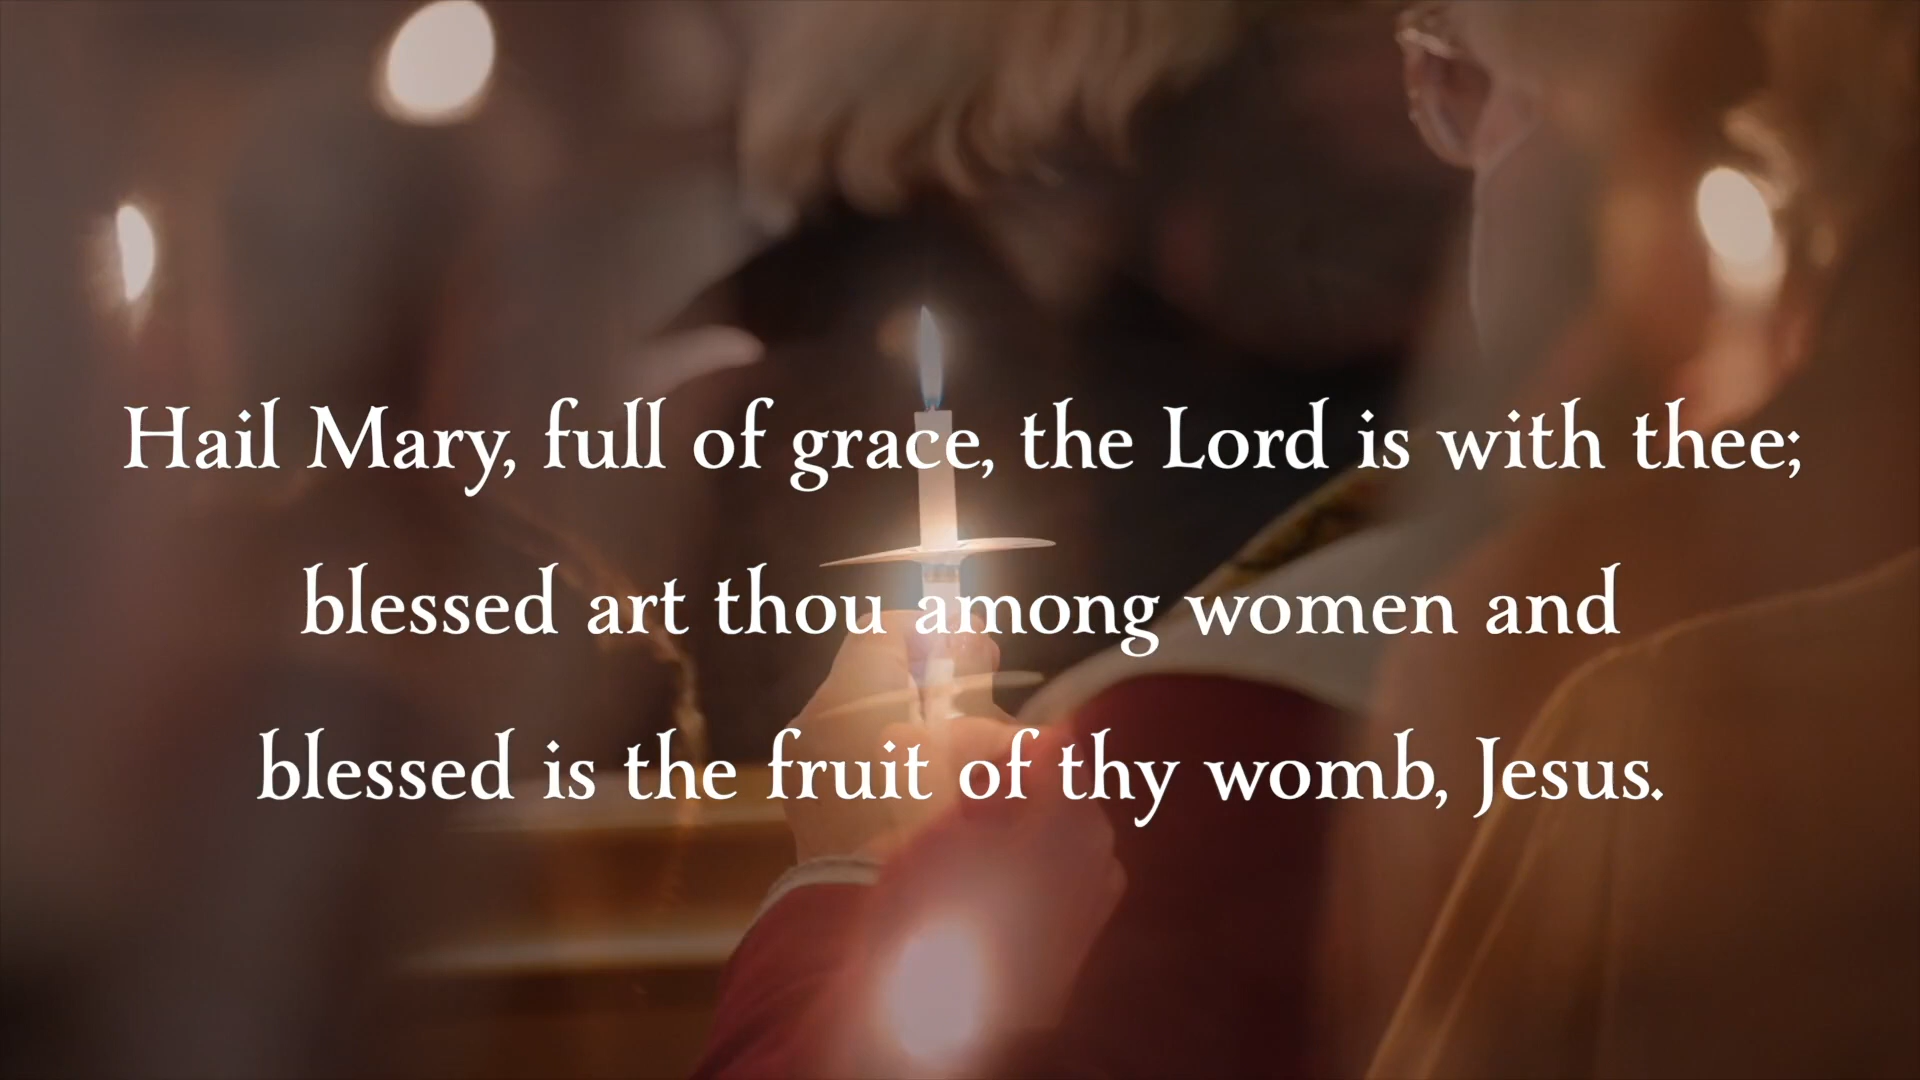 Hail Mary, full of grace, the Lord is with thee;
blessed art thou among women and
blessed is the fruit of thy womb, Jesus.